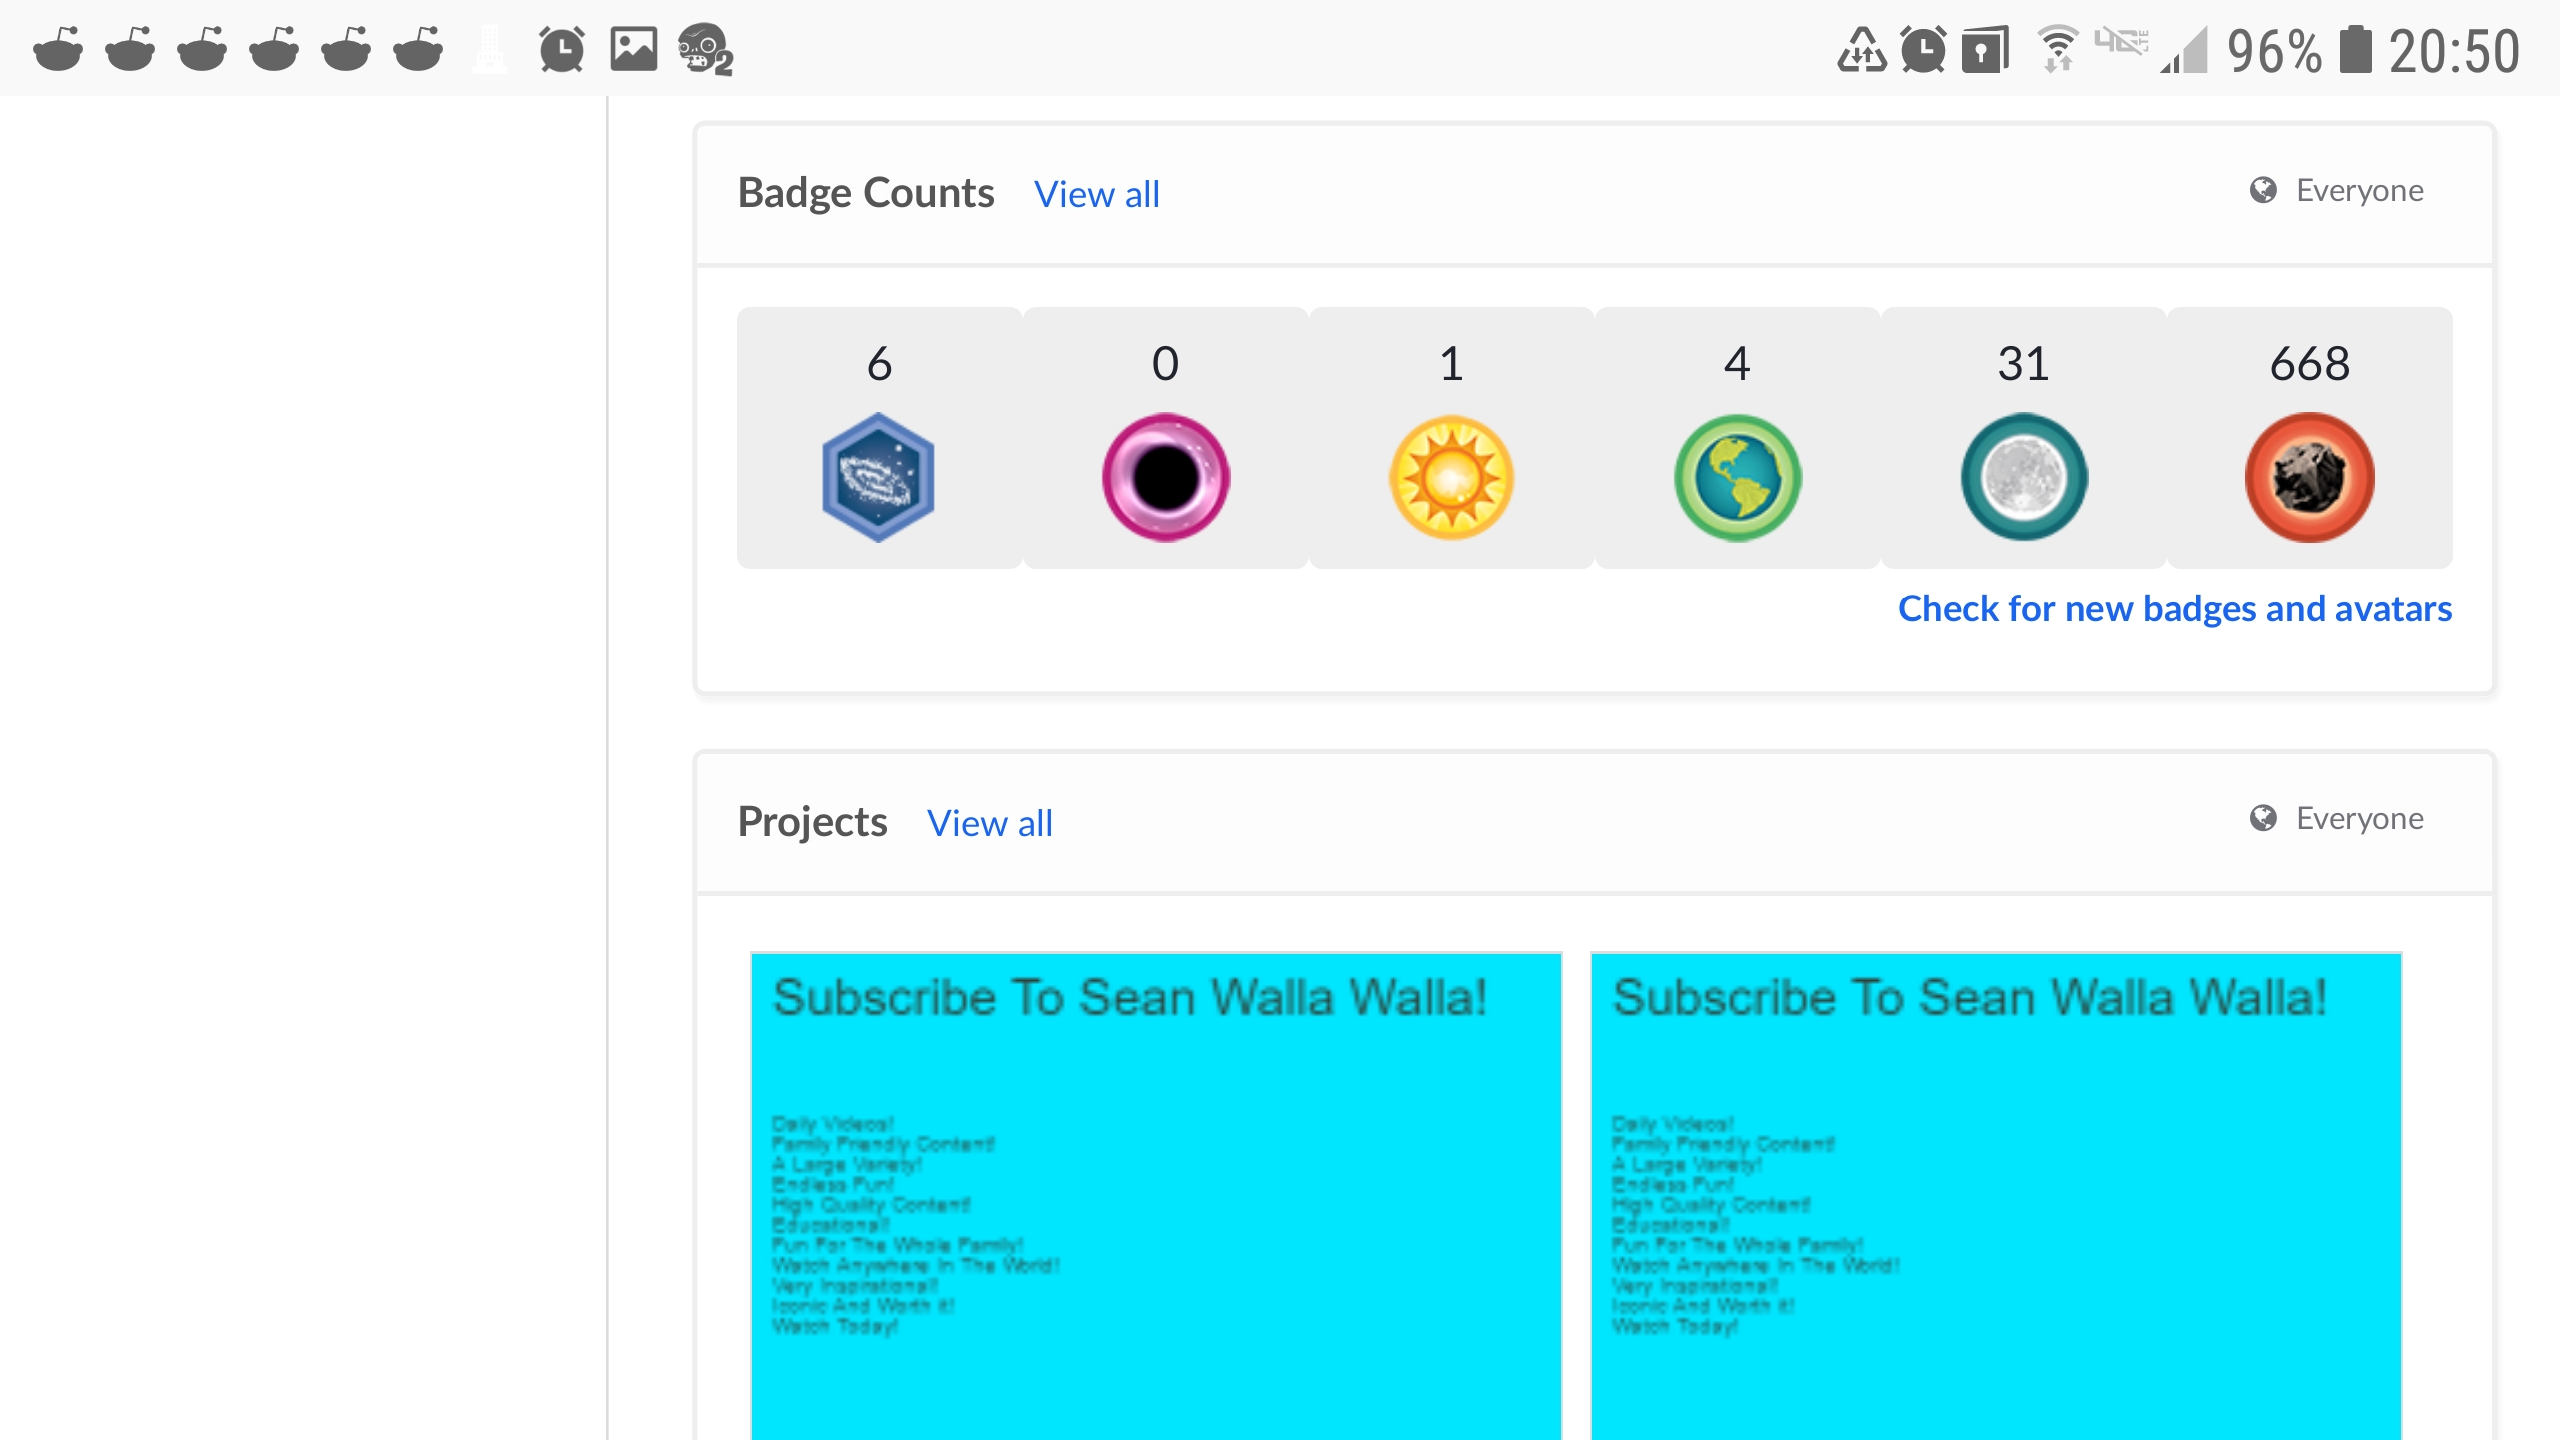 96% 20:50
Badge Counts View all Everyone
6 0 1 4 31 668
Check for new badges and avatars
Projects View all Everyone
Subscribe To Sean Walla Walla!
Daily Videos!
Family Friendly Content!
A Large Variety!
Endless Fun!
High Quality Content!
Educational!
Fun For The Whole Family!
Watch Anywhere In The World!
Very Inspirational!
Iconic And Worth it!
Watch Today!
Subscribe To Sean Walla Walla!
Daily Videos!
Family Friendly Content!
A Large Variety!
Endless Fun!
High Quality Content!
Educational!
Fun For The Whole Family!
Watch Anywhere In The World!
Very Inspirational!
Iconic And Worth it!
Watch Today!